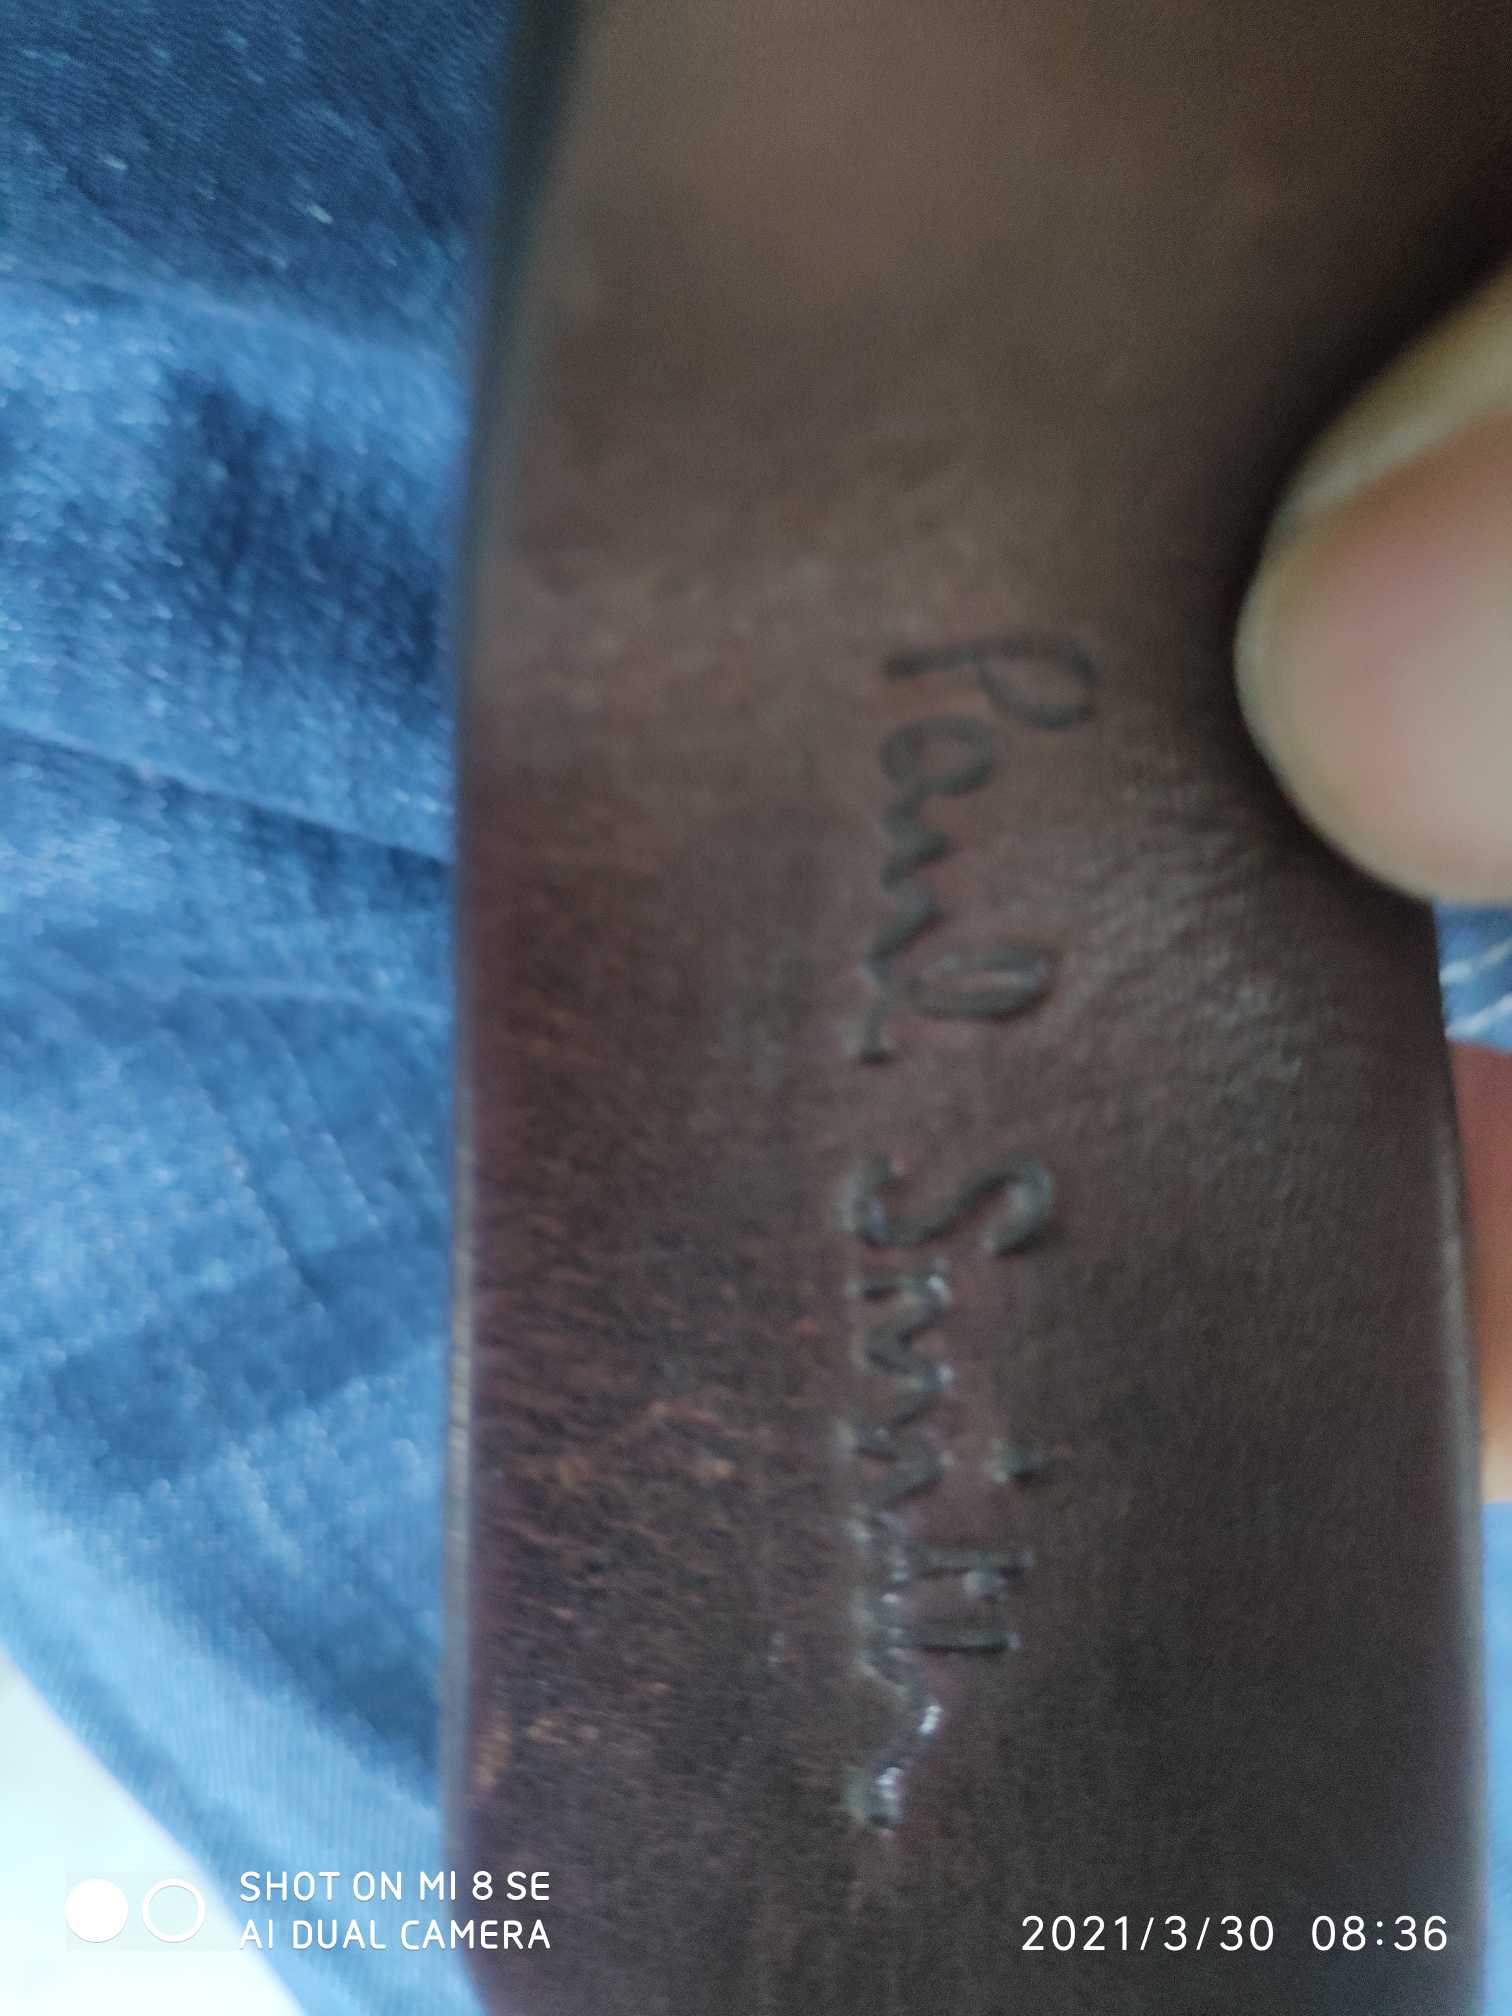 Paul Smith
SHOT ON MI 8 SE
AI DUAL CAMERA
2021/3/30 08:36